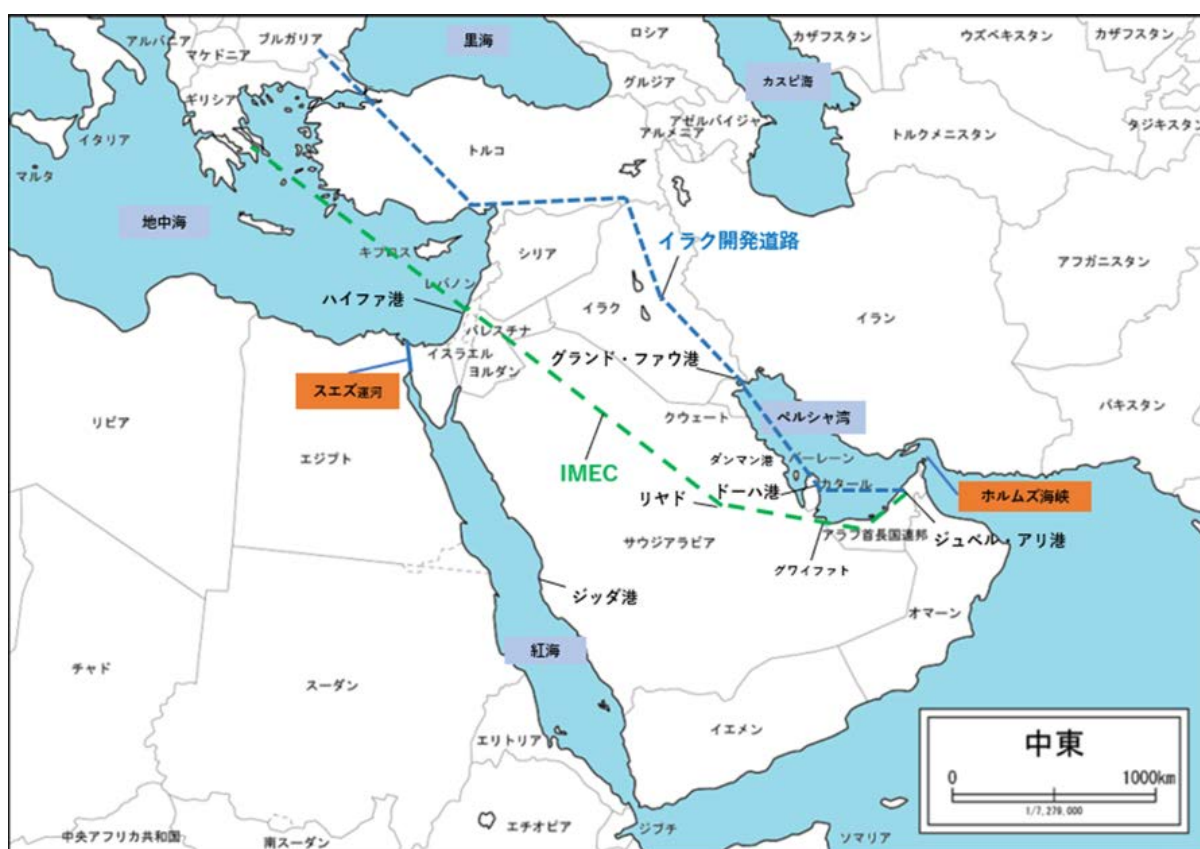 アルバニア
ブルガリア
マケドニア
里海
ロシア
カザフスタン
ウズベキスタン
カザフスタン
グルジア
カスピ海
ギリシア
アゼルバイジャ
アルメニア
トルクメニスタン
タジキスタン
イタリア
トルコ
マルタ
地中海
キプロス
シリア
イラク開発道路
アフガニスタン
レバノン
ハイファ港
イラク
イラン
パレスチナ
イスラエル
グランド・ファウ港
ヨルダン
スエズ運河
クウェート
ペルシャ湾
パキスタン
リビア
エジプト
ダンマン港
バーレーン
IMEC
リヤド
ドーハ港
カタール
ホルムズ海峡
サウジアラビア
アラブ首長国連邦
ジュベル・アリ港
グワイファト
ジッダ港
オマーン
紅海
チャド
スーダン
イエメン
エリトリア
中東
0
1000km
1/7,278,000
中央アフリカ共和国
南スーダン
エチオピア
ジブチ
ソマリア